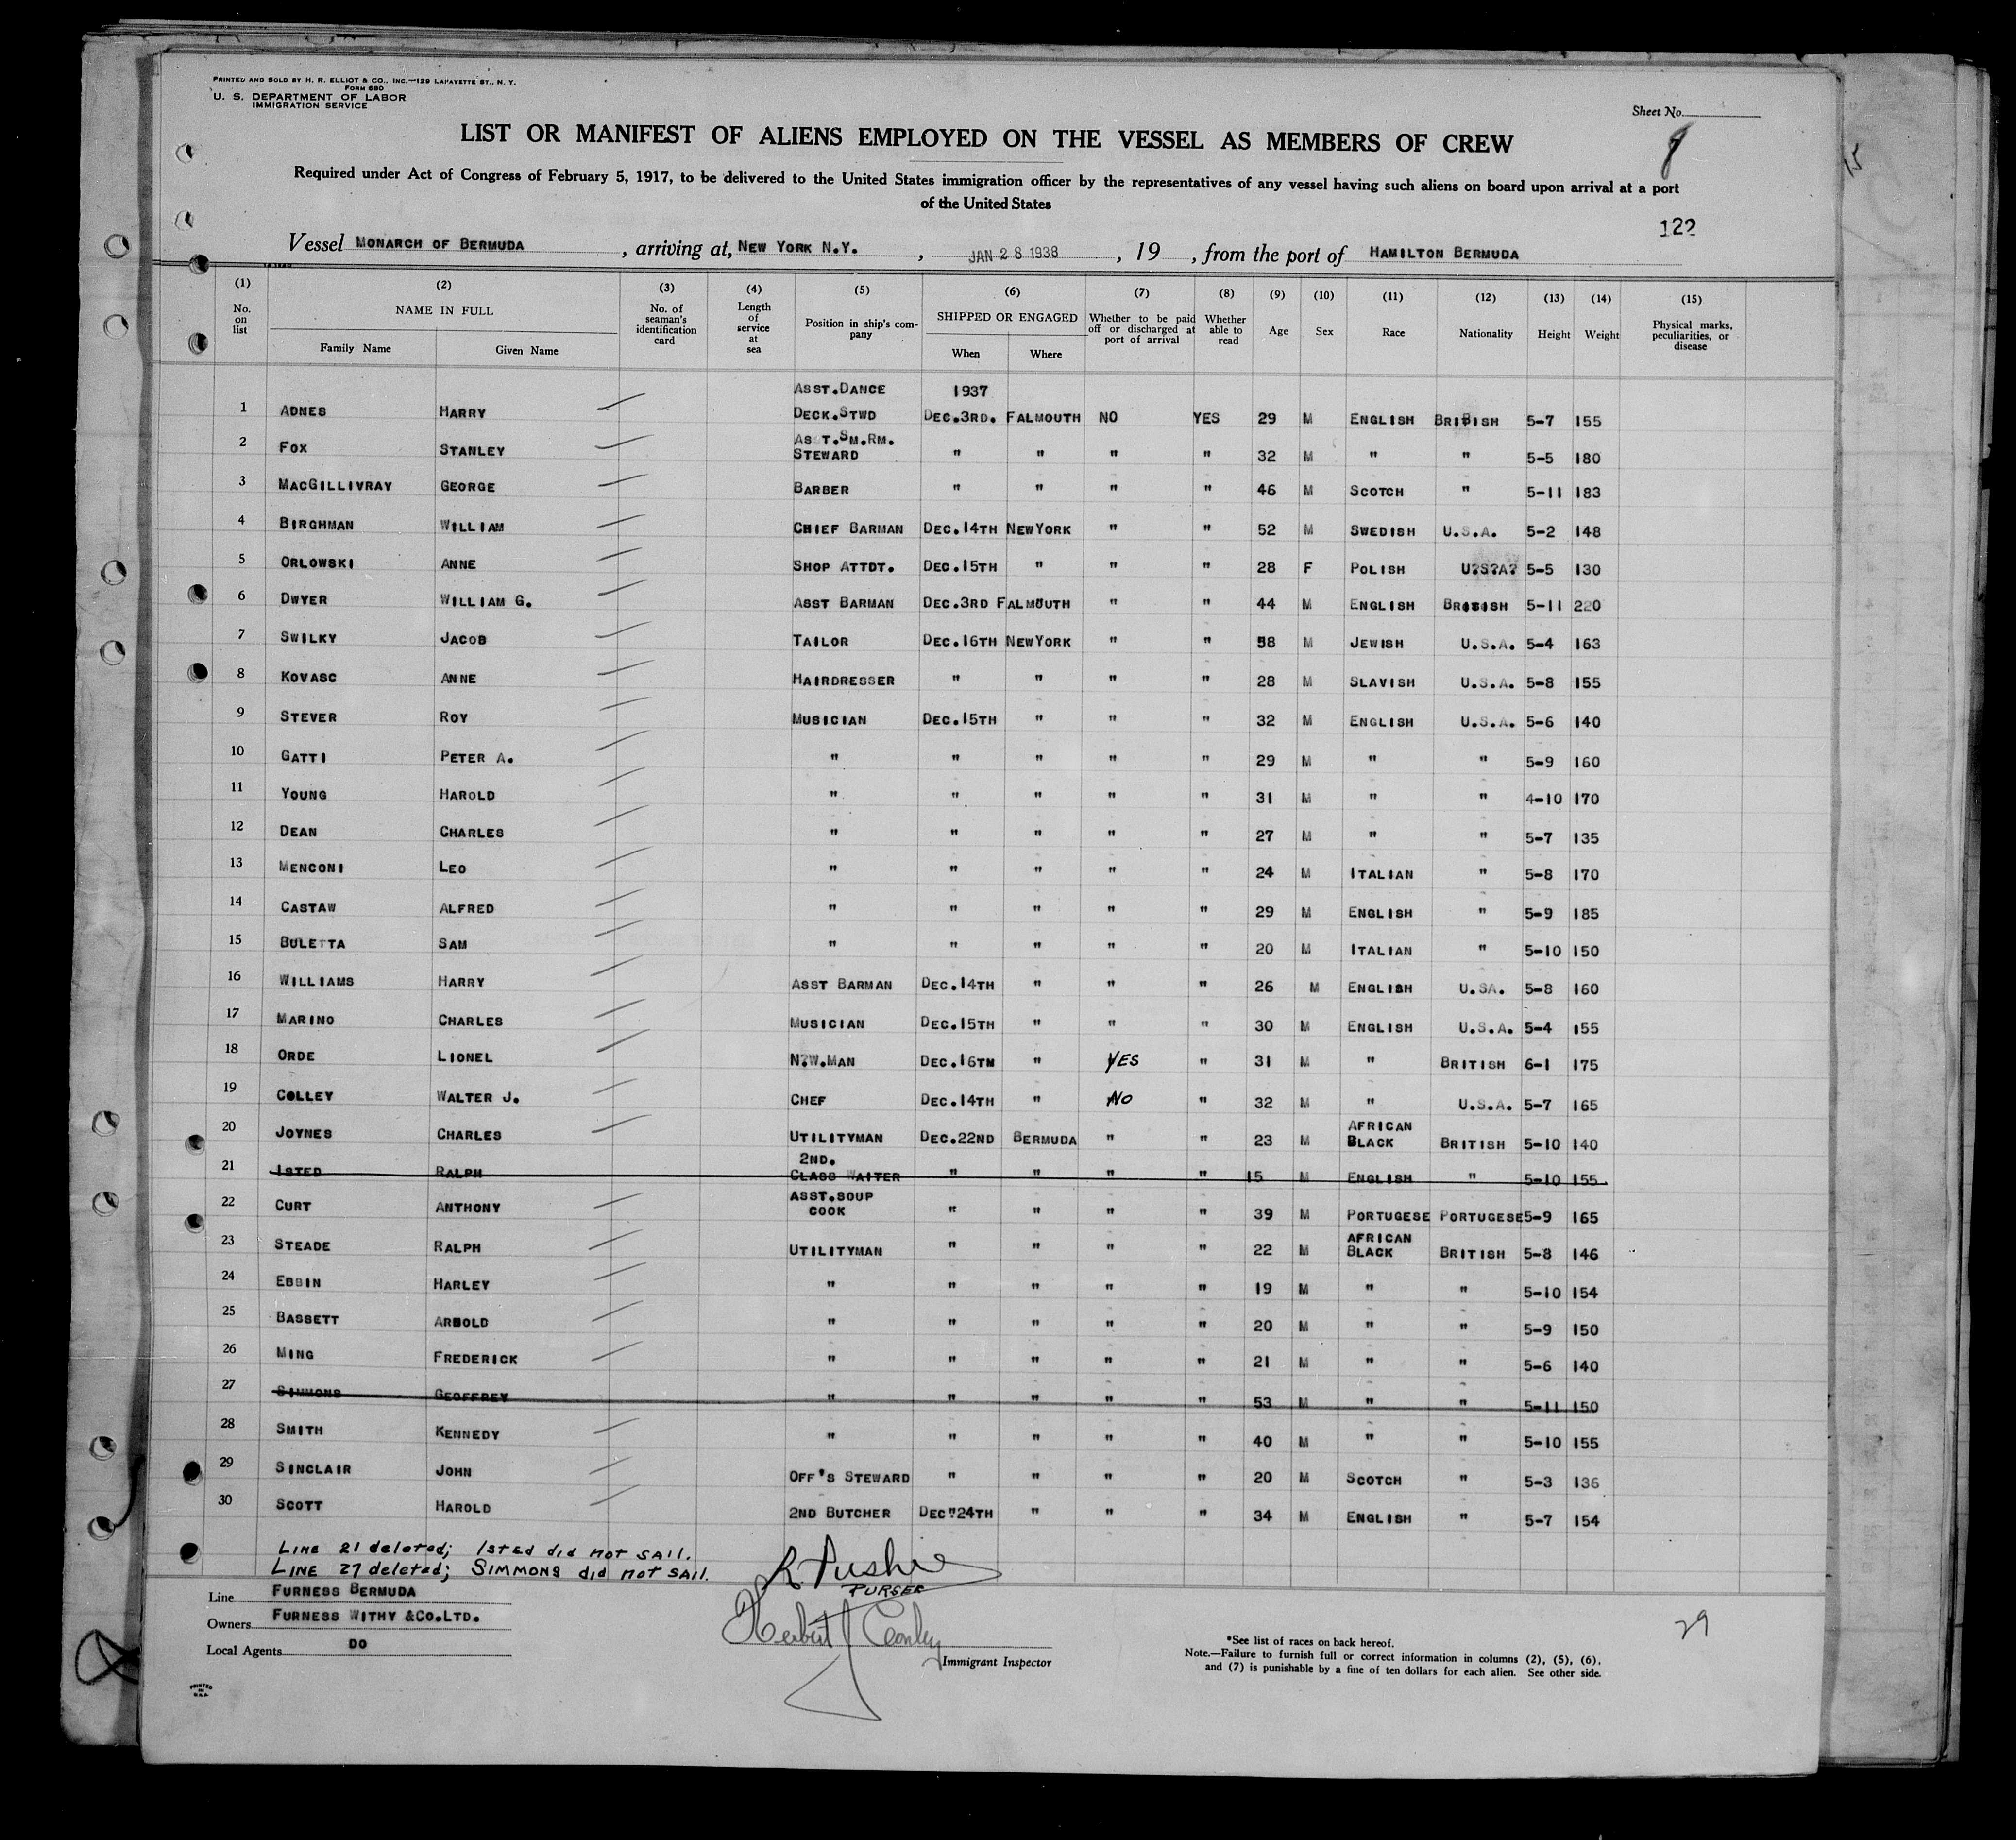 PRINTED AND SOLD BY H. R. ELLIOT & CO., INC.—129 LAFAYETTE ST., N. Y.
FORM 680
U. S. DEPARTMENT OF LABOR
IMMIGRATION SERVICE
Sheet No.
LIST OR MANIFEST OF ALIENS EMPLOYED ON THE VESSEL AS MEMBERS OF CREW
Required under Act of Congress of February 5, 1917, to be delivered to the United States immigration officer by the representatives of any vessel having such aliens on board upon arrival at a port
of the United States
122
15
Vessel MONARCH OF BERMUDA, arriving at, NEW YORK N.Y., JAN 28 1938, 19 , from the port of HAMILTON BERMUDA
(1) (2) (3) (4) (5) (6) (7) (8) (9) (10) (11) (12) (13) (14) (15)
No. on list NAME IN FULL Family Name Given Name No. of seaman's identification card Length of service at sea Position in ship's company SHIPPED OR ENGAGED When Where Whether to be paid off or discharged at port of arrival Whether able to read Age Sex Race Nationality Height Weight Physical marks, peculiarities, or disease
ASST.DANCE 1937
1 ADNES HARRY DECK.STWD DEC.3RD. FALMOUTH NO YES 29 M ENGLISH BRIBISH 5-7 155
AS T.SM.RM.
2 FOX STANLEY STEWARD " " " " 32 M " " 5-5 180
3 MACGILLIVRAY GEORGE BARBER " " " " 46 M SCOTCH " 5-11 183
4 BIRGHMAN WILLIAM CHIEF BARMAN DEC.14TH NEWYORK " " 52 M SWEDISH U.S.A. 5-2 148
5 ORLOWSKI ANNE SHOP ATTDT. DEC.15TH " " " 28 F POLISH U?S?A? 5-5 130
6 DWYER WILLIAM G. ASST BARMAN DEC.3RD FALMOUTH " " 44 M ENGLISH BRITISH 5-11 220
7 SWILKY JACOB TAILOR DEC.16TH NEWYORK " " 58 M JEWISH U.S.A. 5-4 163
8 KOVASC ANNE HAIRDRESSER " " " " 28 M SLAVISH U.S.A. 5-8 155
9 STEVER ROY MUSICIAN DEC.15TH " " " 32 M ENGLISH U.S.A. 5-6 140
10 GATTI PETER A. " " " " " 29 M " " 5-9 160
11 YOUNG HAROLD " " " " " 31 M " " 4-10 170
12 DEAN CHARLES " " " " " 27 M " " 5-7 135
13 MENCONI LEO " " " " " 24 M ITALIAN " 5-8 170
14 CASTAW ALFRED " " " " " 29 M ENGLISH " 5-9 185
15 BULETTA SAM " " " " " 20 M ITALIAN " 5-10 150
16 WILLIAMS HARRY ASST BARMAN DEC.14TH " " " 26 M ENGLISH U.SA. 5-8 160
17 MARINO CHARLES MUSICIAN DEC.15TH " " " 30 M ENGLISH U.S.A. 5-4 155
18 ORDE LIONEL N?W.MAN DEC.16TH " YES " 31 M " BRITISH 6-1 175
19 COLLEY WALTER J. CHEF DEC.14TH " NO " 32 M " U.S.A. 5-7 165
AFRICAN
20 JOYNES CHARLES UTILITYMAN DEC.22ND BERMUDA " " 23 M BLACK BRITISH 5-10 140
2ND.
21 ISTED RALPH CLASS WAITER " " " " 15 M ENGLISH " 5-10 155
ASST.SOUP
22 CURT ANTHONY COOK " " " " 39 M PORTUGESE PORTUGESE 5-9 165
AFRICAN
23 STEADE RALPH UTILITYMAN " " " " 22 M BLACK BRITISH 5-8 146
24 EBBIN HARLEY " " " " " 19 M " " 5-10 154
25 BASSETT ARBOLD " " " " " 20 M " " 5-9 150
26 MING FREDERICK " " " " " 21 M " " 5-6 140
27 SIMMONS GEOFFREY " " " " " 53 M " " 5-11 150
28 SMITH KENNEDY " " " " " 40 M " " 5-10 155
29 SINCLAIR JOHN OFF'S STEWARD " " " " 20 M SCOTCH " 5-3 136
30 SCOTT HAROLD 2ND BUTCHER DEC"24TH " " " 34 M ENGLISH " 5-7 154
LINE 21 deleted; Isted did not sail.
LINE 27 deleted; SIMMONS did not sail.
R. Pushie
PURSER
Line FURNESS BERMUDA
Owners FURNESS WITHY &CO.LTD.
Local Agents DO
Immigrant Inspector
29
*See list of races on back hereof.
Note.—Failure to furnish full or correct information in columns (2), (5), (6),
and (7) is punishable by a fine of ten dollars for each alien. See other side.
PRINTED
IN
U.S.A.